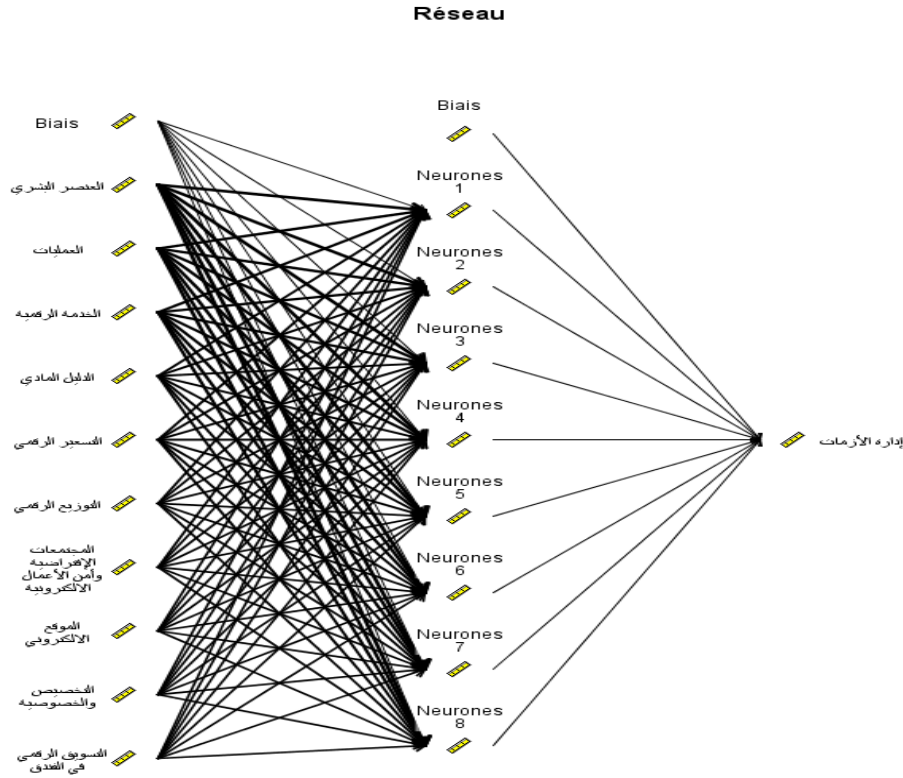 Réseau
Biais
العنصر البشري
العمليات
الخدمة الرقمية
الدليل المادي
التسعير الرقمي
التوزيع الرقمي
المجتمعات
الإفتراضية
وأمن الأعمال
الالكترونية
الموقع
الالكتروني
التخصيص
والخصوصية
التسويق الرقمي
في الفندق
Biais
Neurones
1
Neurones
2
Neurones
3
Neurones
4
Neurones
5
Neurones
6
Neurones
7
Neurones
8
إدارة الأزمات